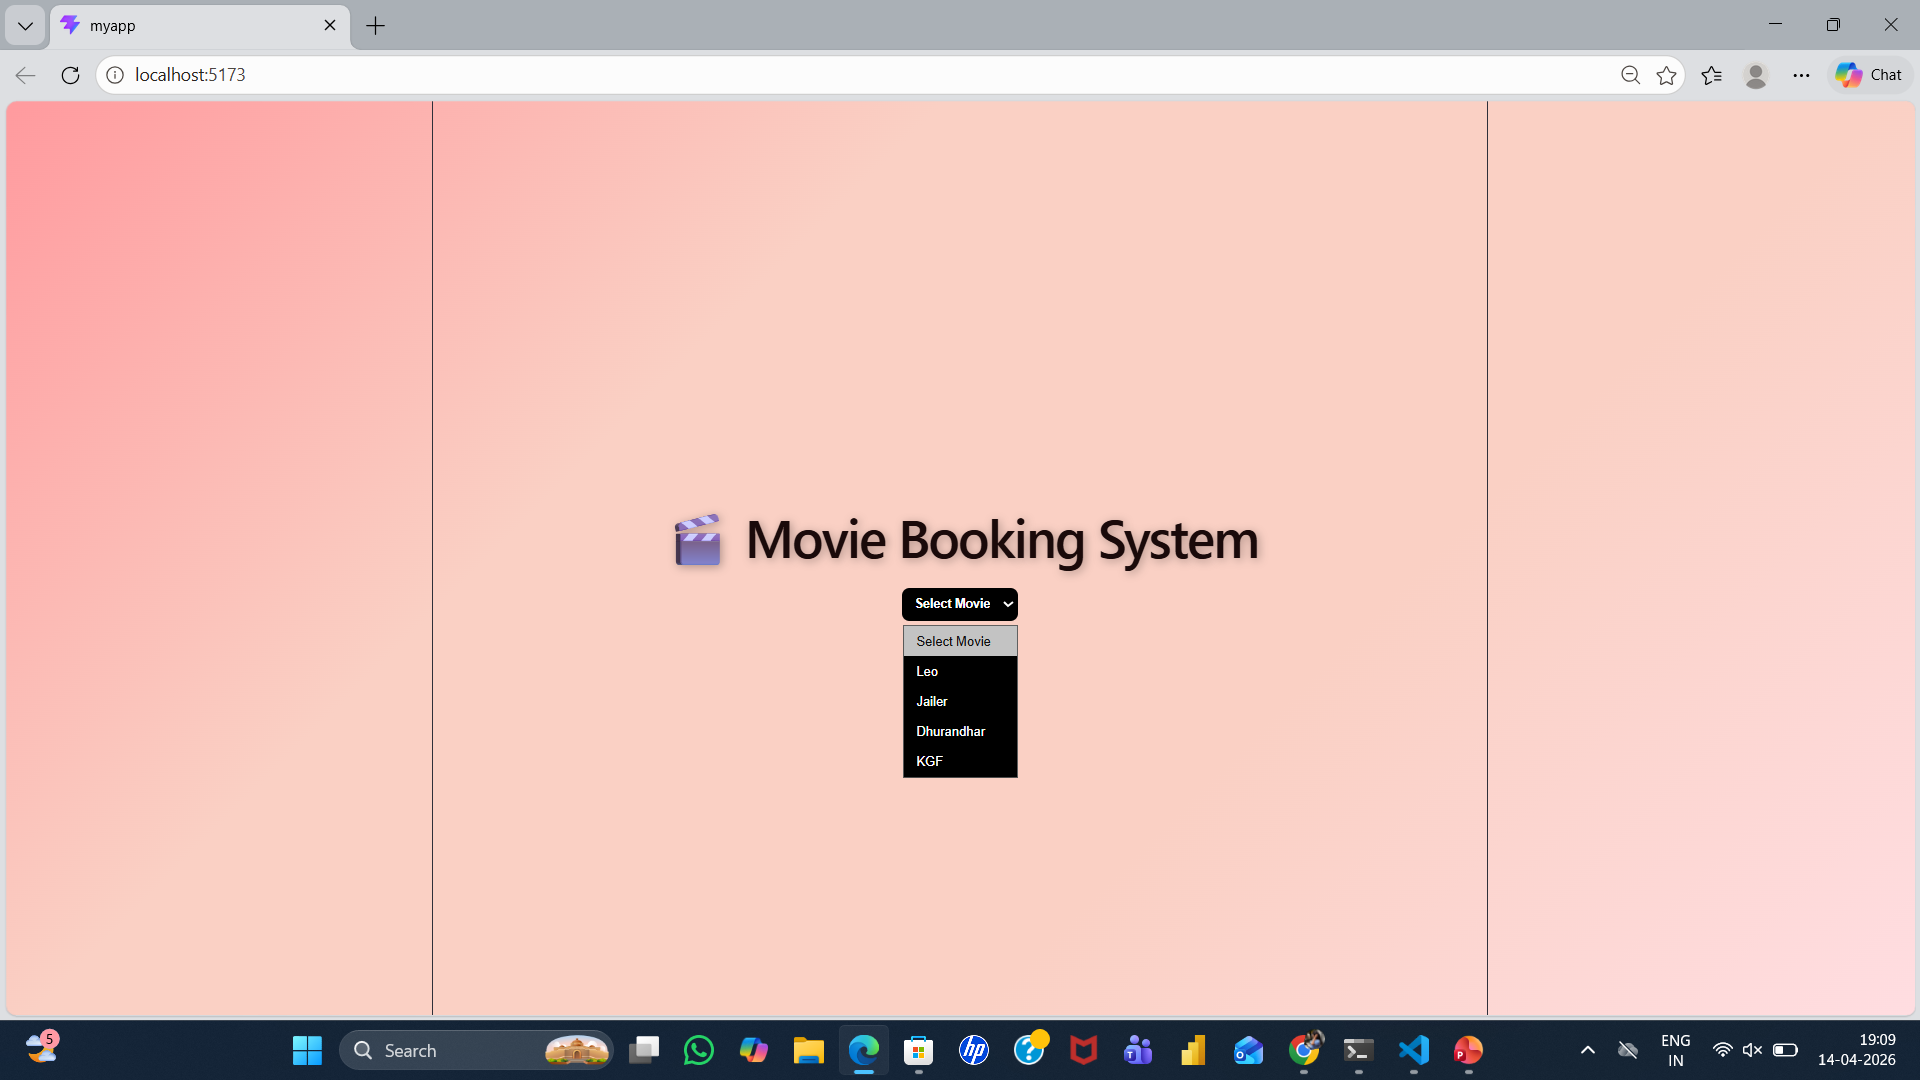 myapp
localhost:5173
Chat
Movie Booking System
Select Movie
Select Movie
Leo
Jailer
Dhurandhar
KGF
5
Search
hp
?
T
O
P
ENG
IN
19:09
14-04-2026